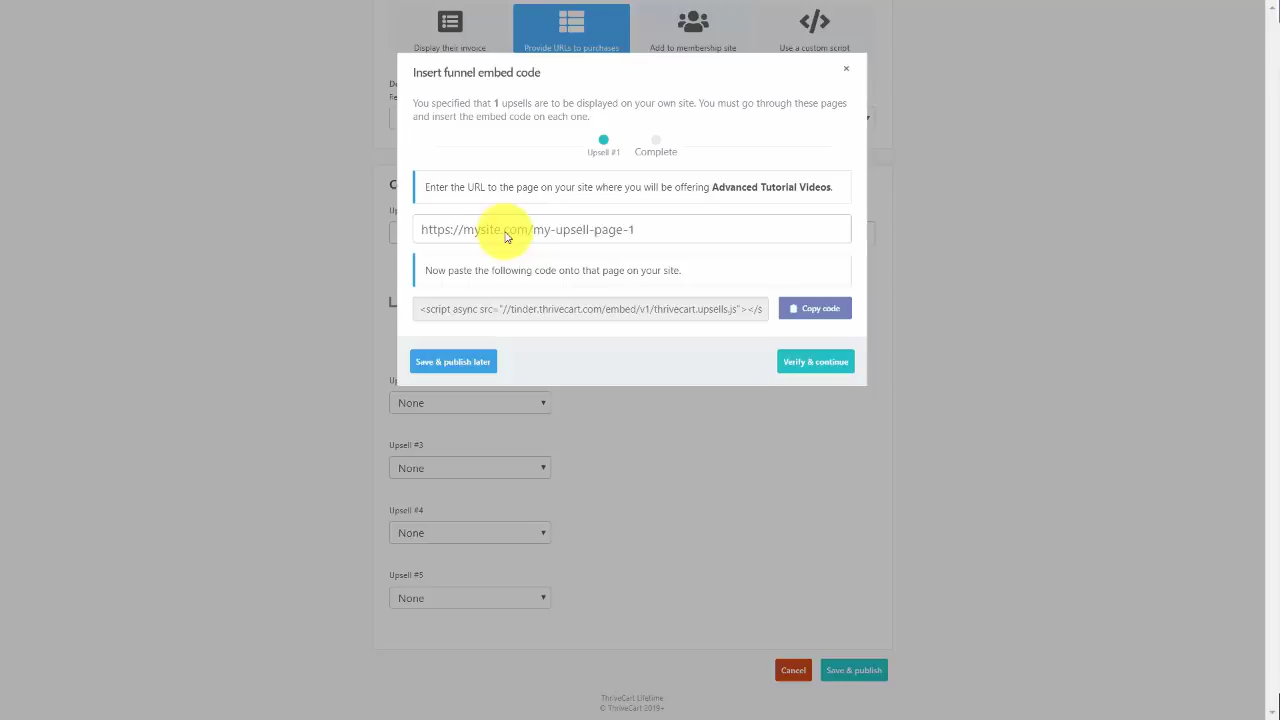 Display their invoice
Provide URLs to purchases
Add to membership site
Use a custom script
Insert funnel embed code
×
You specified that 1 upsells are to be displayed on your own site. You must go through these pages
and insert the embed code on each one.
Upsell #1
Complete
Enter the URL to the page on your site where you will be offering Advanced Tutorial Videos.
https://mysite.com/my-upsell-page-1
Now paste the following code onto that page on your site.
<script async src="//tinder.thrivecart.com/embed/v1/thrivecart.upsells.js"></s
Copy code
Save & publish later
Verify & continue
None
Upsell #3
None
Upsell #4
None
Upsell #5
None
Cancel
Save & publish
ThriveCart Lifetime
© ThriveCart 2019+